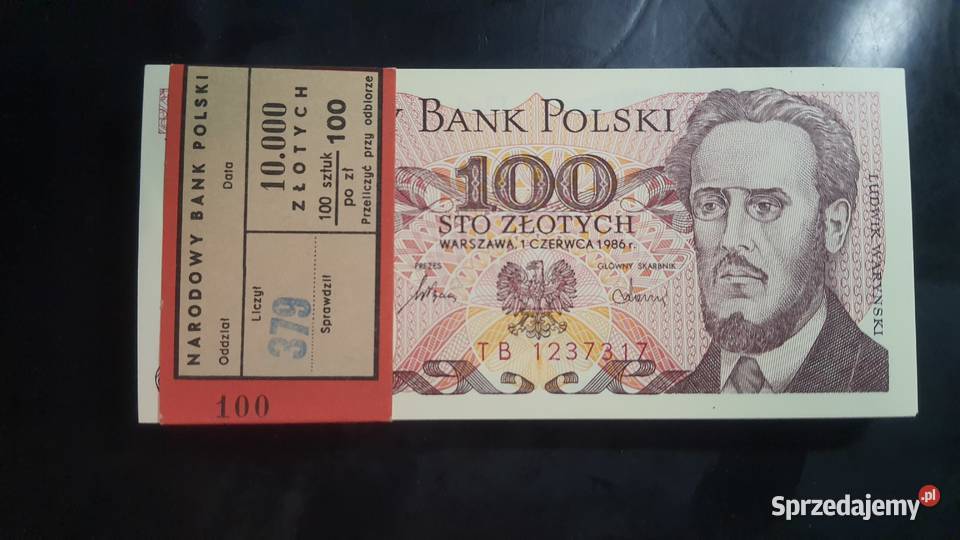 NARODOWY BANK POLSKI
Oddział
Data
Liczył
379
Sprawdził
10.000
ZŁOTYCH
100 sztuk
po zł 100
Przeliczyć przy odbiorze
100
BANK POLSKI
100
STO ZŁOTYCH
WARSZAWA, 1 CZERWCA 1986 r.
PREZES
GŁÓWNY SKARBNIK
TB 1237317
LUDWIK WARYŃSKI
Sprzedajemy.pl